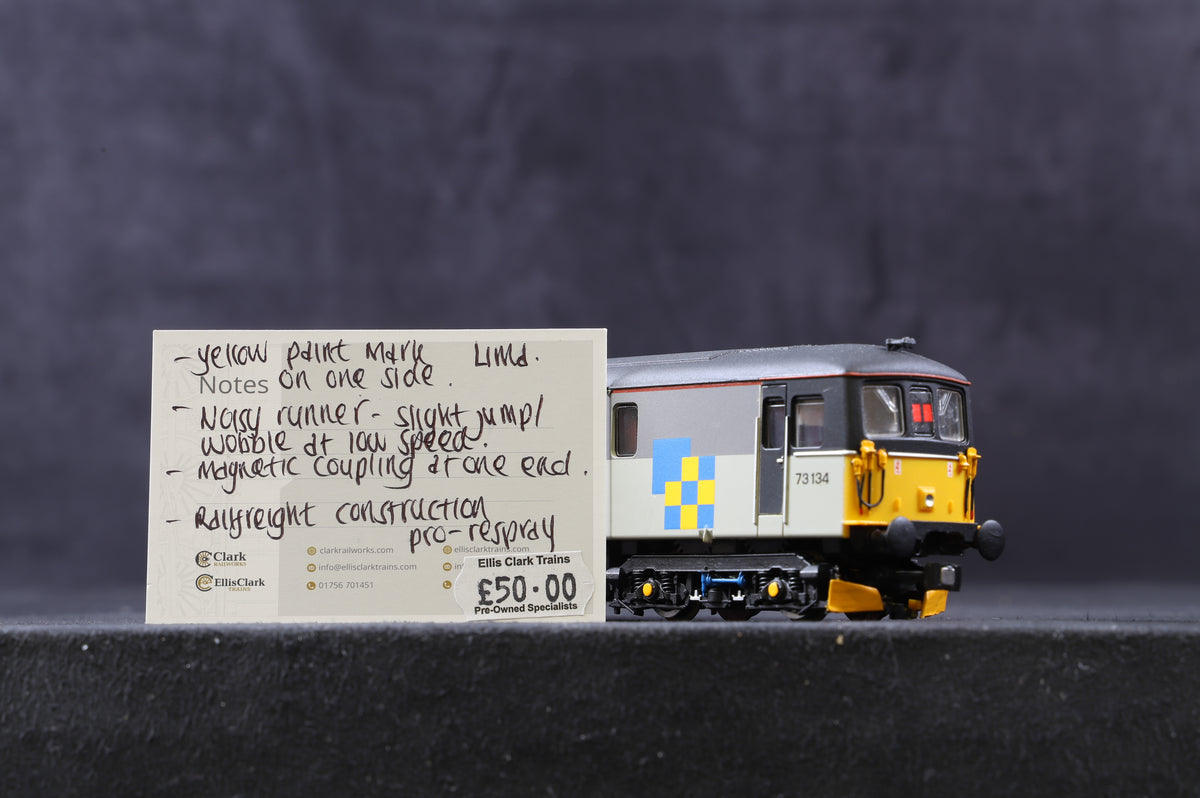 - yellow paint mark Lima.
Notes on one side.
- Noisy runner - slight jump/
wobble at low speed.
- magnetic coupling at one end.
- Railfreight construction
pro-respray
Clark
RAILWORKS
EllisClark
TRAINS
clarkrailworks.com
info@ellisclarktrains.com
01756 701451
ellisclarktrains.com
Ellis Clark Trains
£50.00
Pre-Owned Specialists
73134